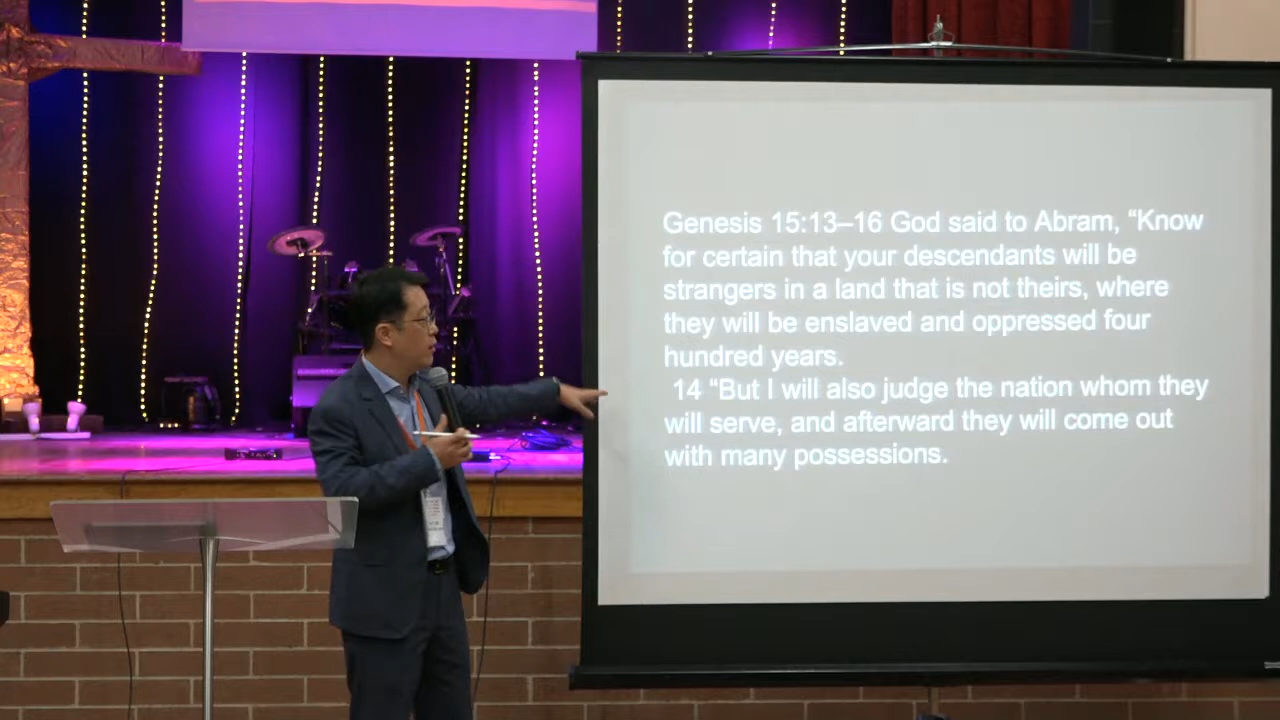 Genesis 15:13–16 God said to Abram, “Know
for certain that your descendants will be
strangers in a land that is not theirs, where
they will be enslaved and oppressed four
hundred years.
14 “But I will also judge the nation whom they
will serve, and afterward they will come out
with many possessions.